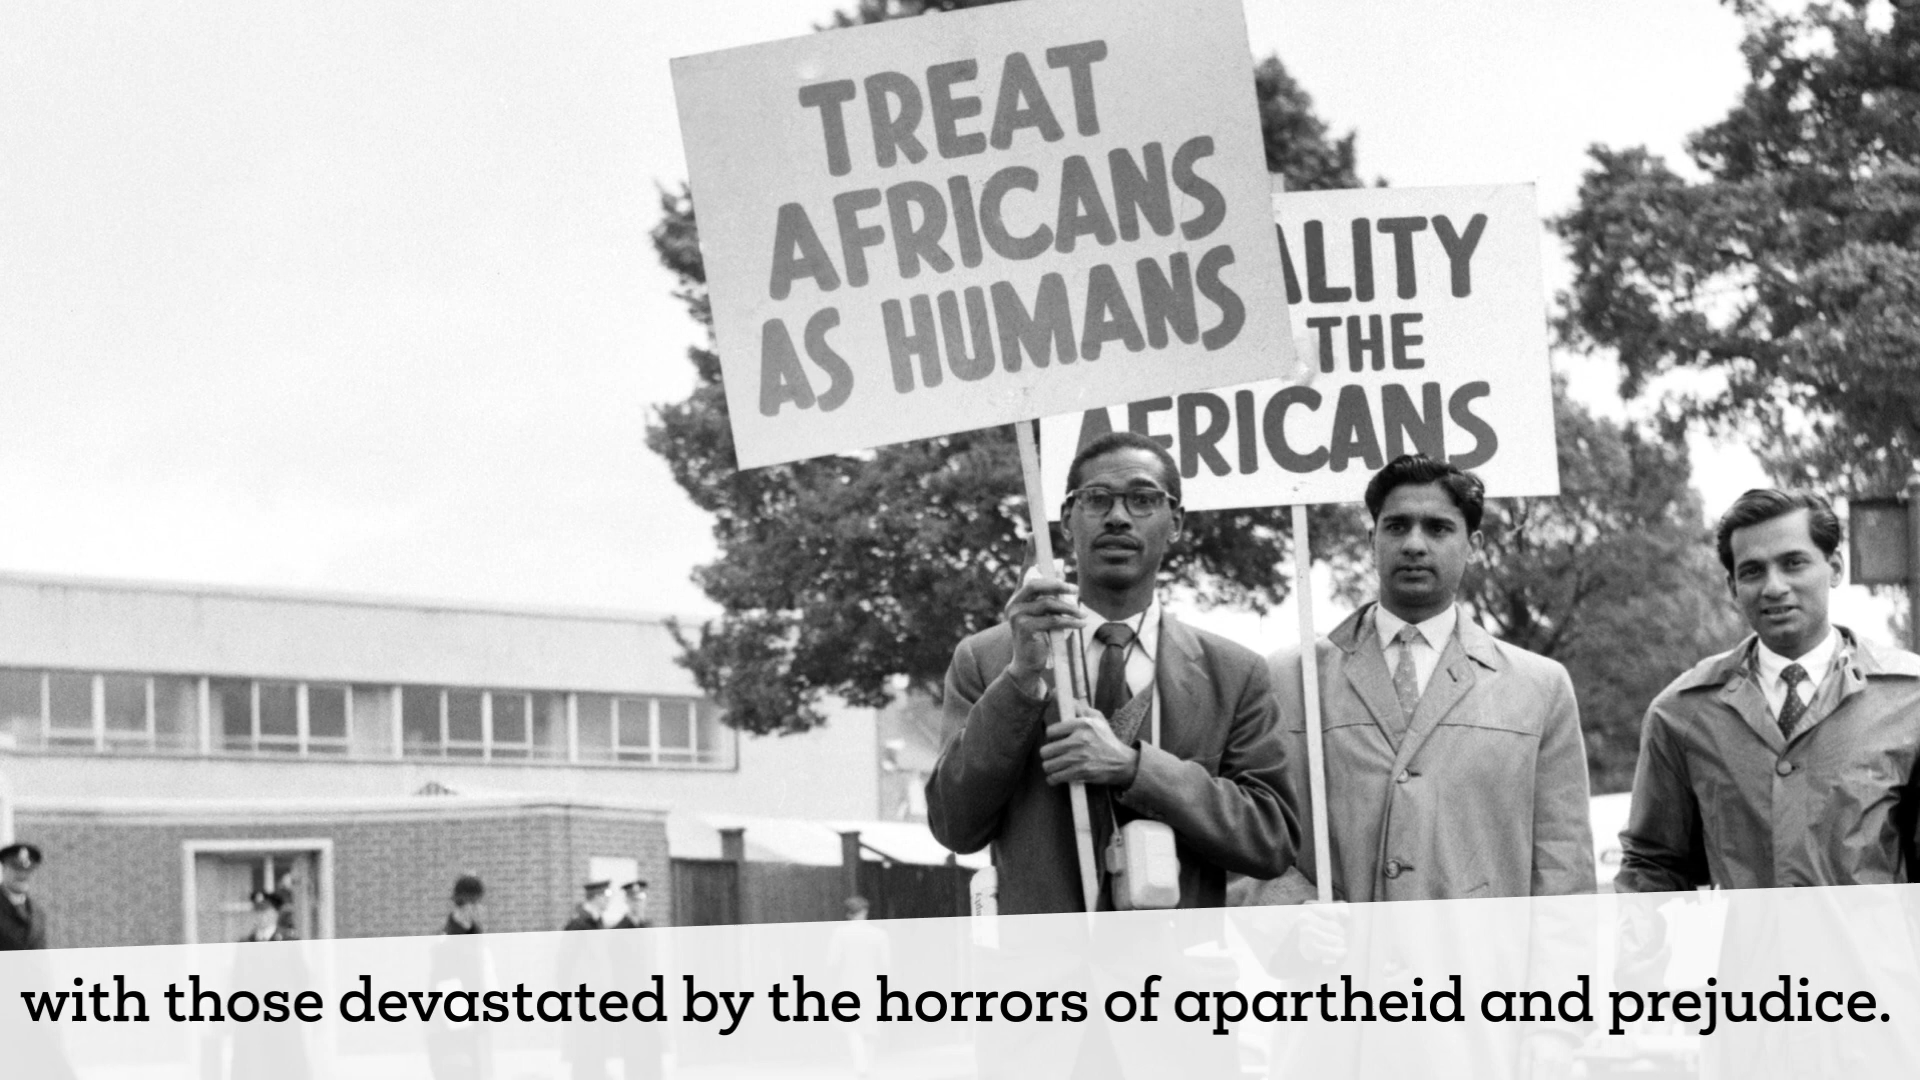 TREAT
AFRICANS
AS HUMANS
ALITY
THE
AFRICANS
with those devastated by the horrors of apartheid and prejudice.